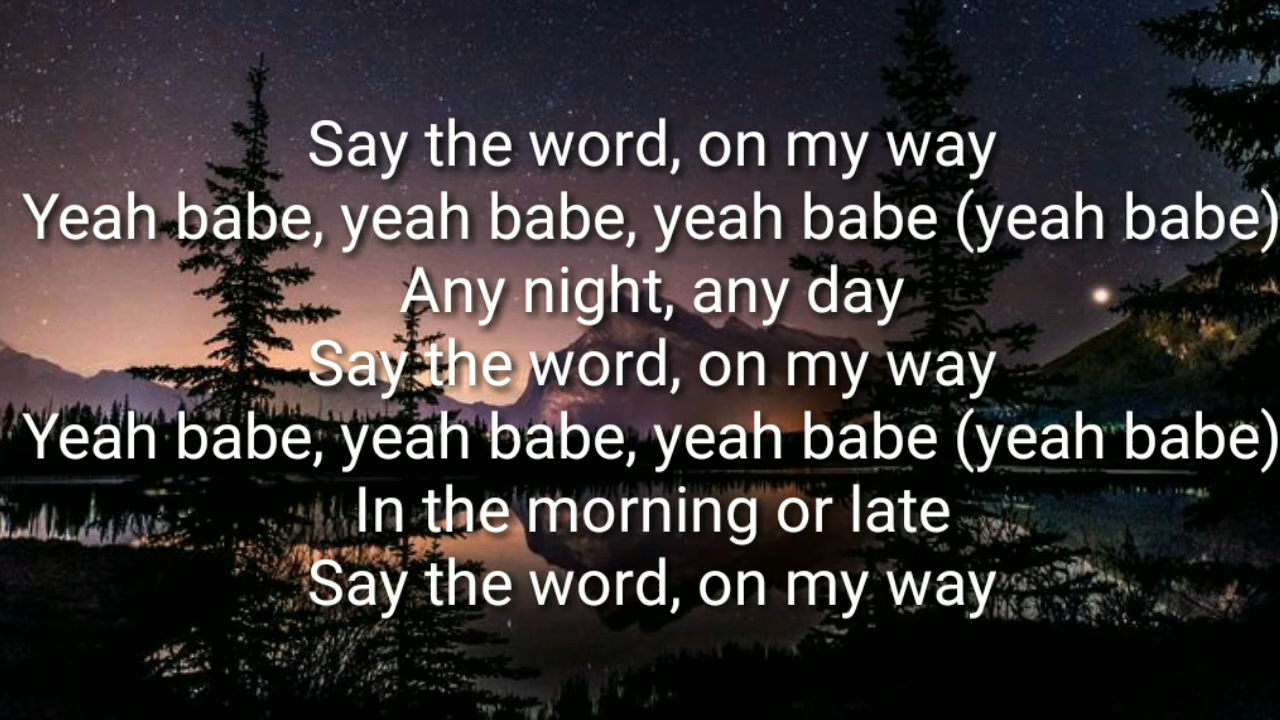 Say the word, on my way
Yeah babe, yeah babe, yeah babe (yeah babe)
Any night, any day
Say the word, on my way
Yeah babe, yeah babe, yeah babe (yeah babe)
In the morning or late
Say the word, on my way